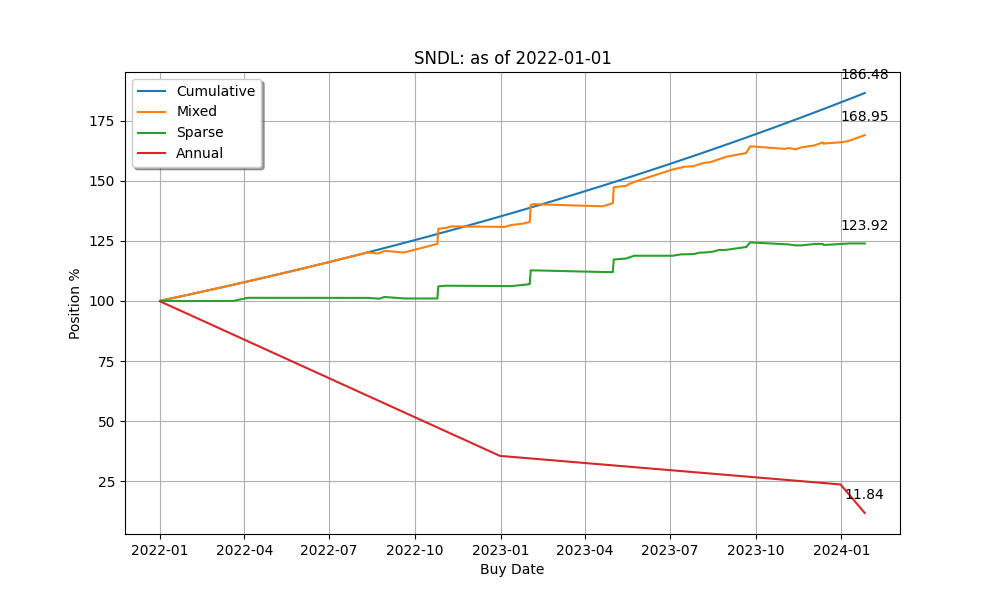 SNDL: as of 2022-01-01
186.48
Cumulative
Mixed
Sparse
Annual
168.95
123.92
11.84
175
150
125
100
75
50
25
Position %
2022-01
2022-04
2022-07
2022-10
2023-01
2023-04
2023-07
2023-10
2024-01
Buy Date